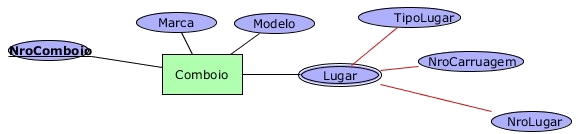 TipoLugar
Marca
Modelo
NroComboio
NroCarruagem
Comboio
Lugar
NroLugar